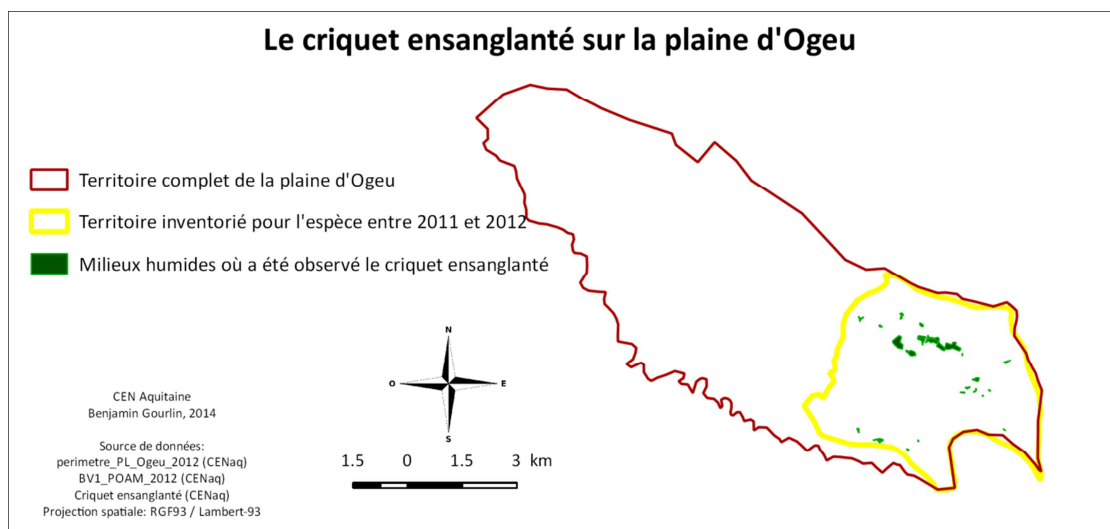 Le criquet ensanglanté sur la plaine d'Ogeu
Territoire complet de la plaine d'Ogeu
Territoire inventorié pour l'espèce entre 2011 et 2012
Milieux humides où a été observé le criquet ensanglanté
N
O
E
S
CEN Aquitaine
Benjamin Gourlin, 2014
Source de données:
perimetre_PL_Ogeu_2012 (CENaq)
BV1_POAM_2012 (CENaq)
Criquet ensanglanté (CENaq)
Projection spatiale: RGF93 / Lambert-93
1.5 0 1.5 3 km